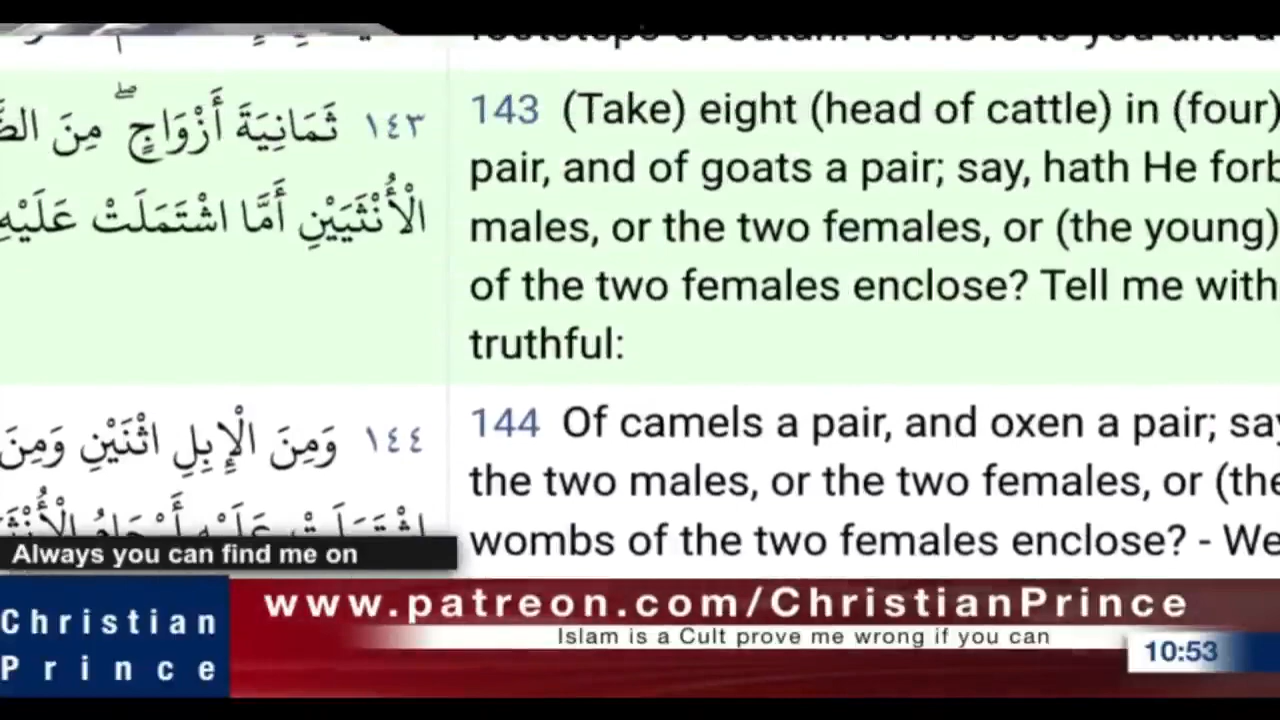 143 (Take) eight (head of cattle) in (four)
pair, and of goats a pair; say, hath He forb
males, or the two females, or (the young)
of the two females enclose? Tell me with
truthful:
١٤٣ ثَمَانِيَةَ أَزْوَاجٍ ۖ مِنَ
الْأُنْثَيَيْنِ أَمَّا اشْتَمَلَتْ عَلَيْهِ
144 Of camels a pair, and oxen a pair; say
the two males, or the two females, or (the
wombs of the two females enclose? - We
١٤٤ وَمِنَ الْإِبِلِ اثْنَيْنِ وَمِنَ
Always you can find me on
Christian
Prince
www.patreon.com/ChristianPrince
Islam is a Cult prove me wrong if you can
10:53